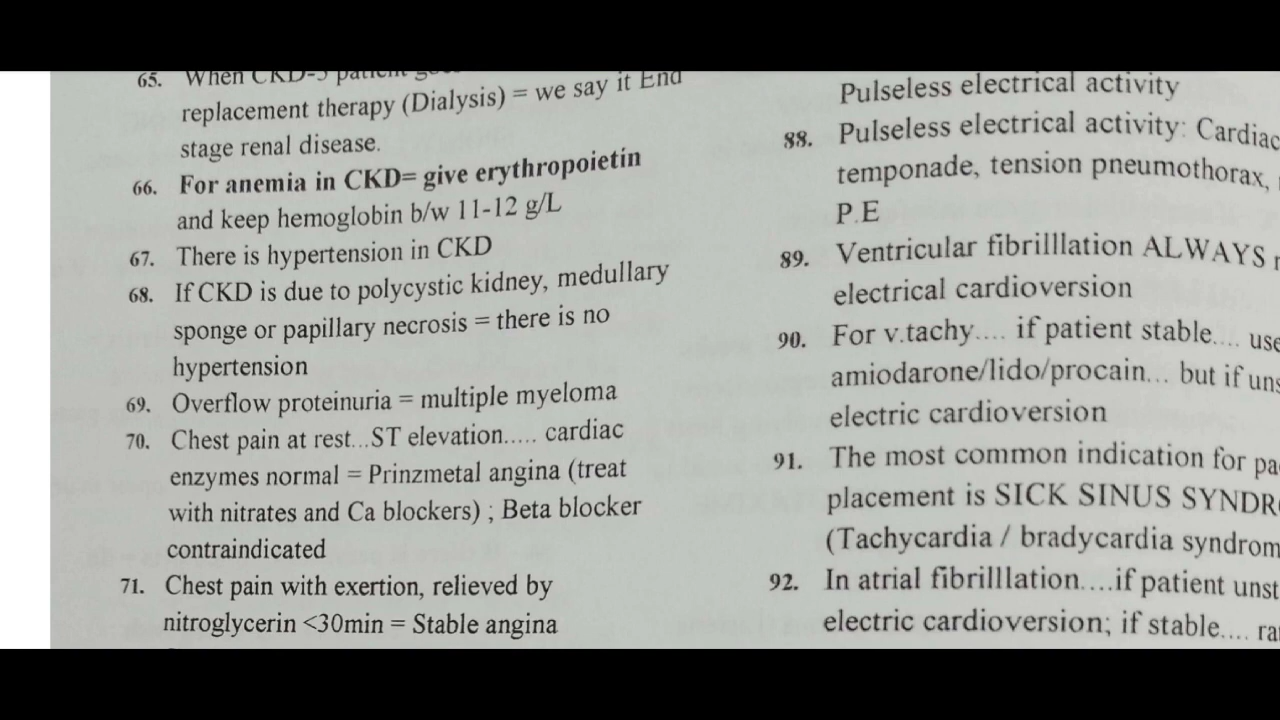 65. When CKD-5 patient
replacement therapy (Dialysis) = we say it End
stage renal disease.
66. For anemia in CKD= give erythropoietin
and keep hemoglobin b/w 11-12 g/L
67. There is hypertension in CKD
68. If CKD is due to polycystic kidney, medullary
sponge or papillary necrosis = there is no
hypertension
69. Overflow proteinuria = multiple myeloma
70. Chest pain at rest...ST elevation..... cardiac
enzymes normal = Prinzmetal angina (treat
with nitrates and Ca blockers) ; Beta blocker
contraindicated
71. Chest pain with exertion, relieved by
nitroglycerin <30min = Stable angina
Pulseless electrical activity
88. Pulseless electrical activity: Cardiac
temponade, tension pneumothorax,
P.E
89. Ventricular fibrilllation ALWAYS
electrical cardioversion
90. For v.tachy.... if patient stable.... use
amiodarone/lido/procain... but if uns
electric cardioversion
91. The most common indication for pa
placement is SICK SINUS SYNDR
(Tachycardia / bradycardia syndrom
92. In atrial fibrilllation....if patient unst
electric cardioversion; if stable.... ra